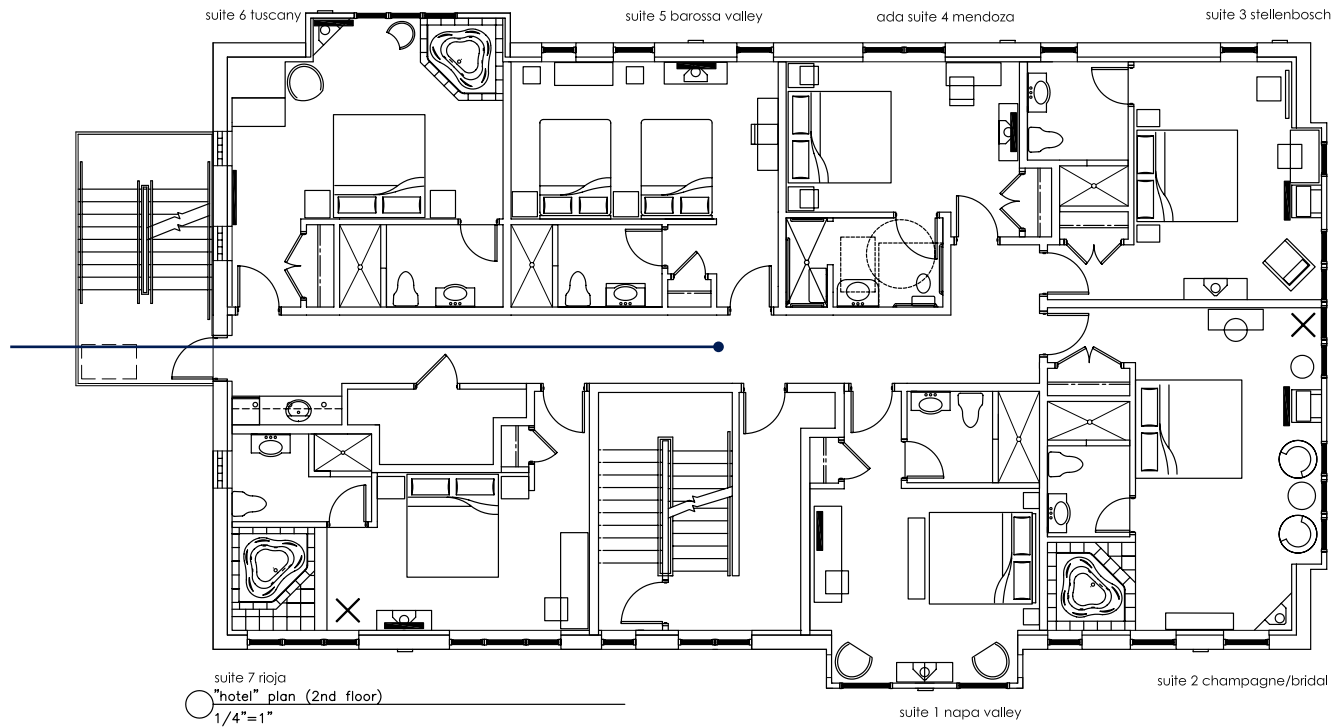 suite 6 tuscany
suite 5 barossa valley
ada suite 4 mendoza
suite 3 stellenbosch
suite 7 rioja
"hotel" plan (2nd floor)
1/4"=1"
suite 1 napa valley
suite 2 champagne/bridal